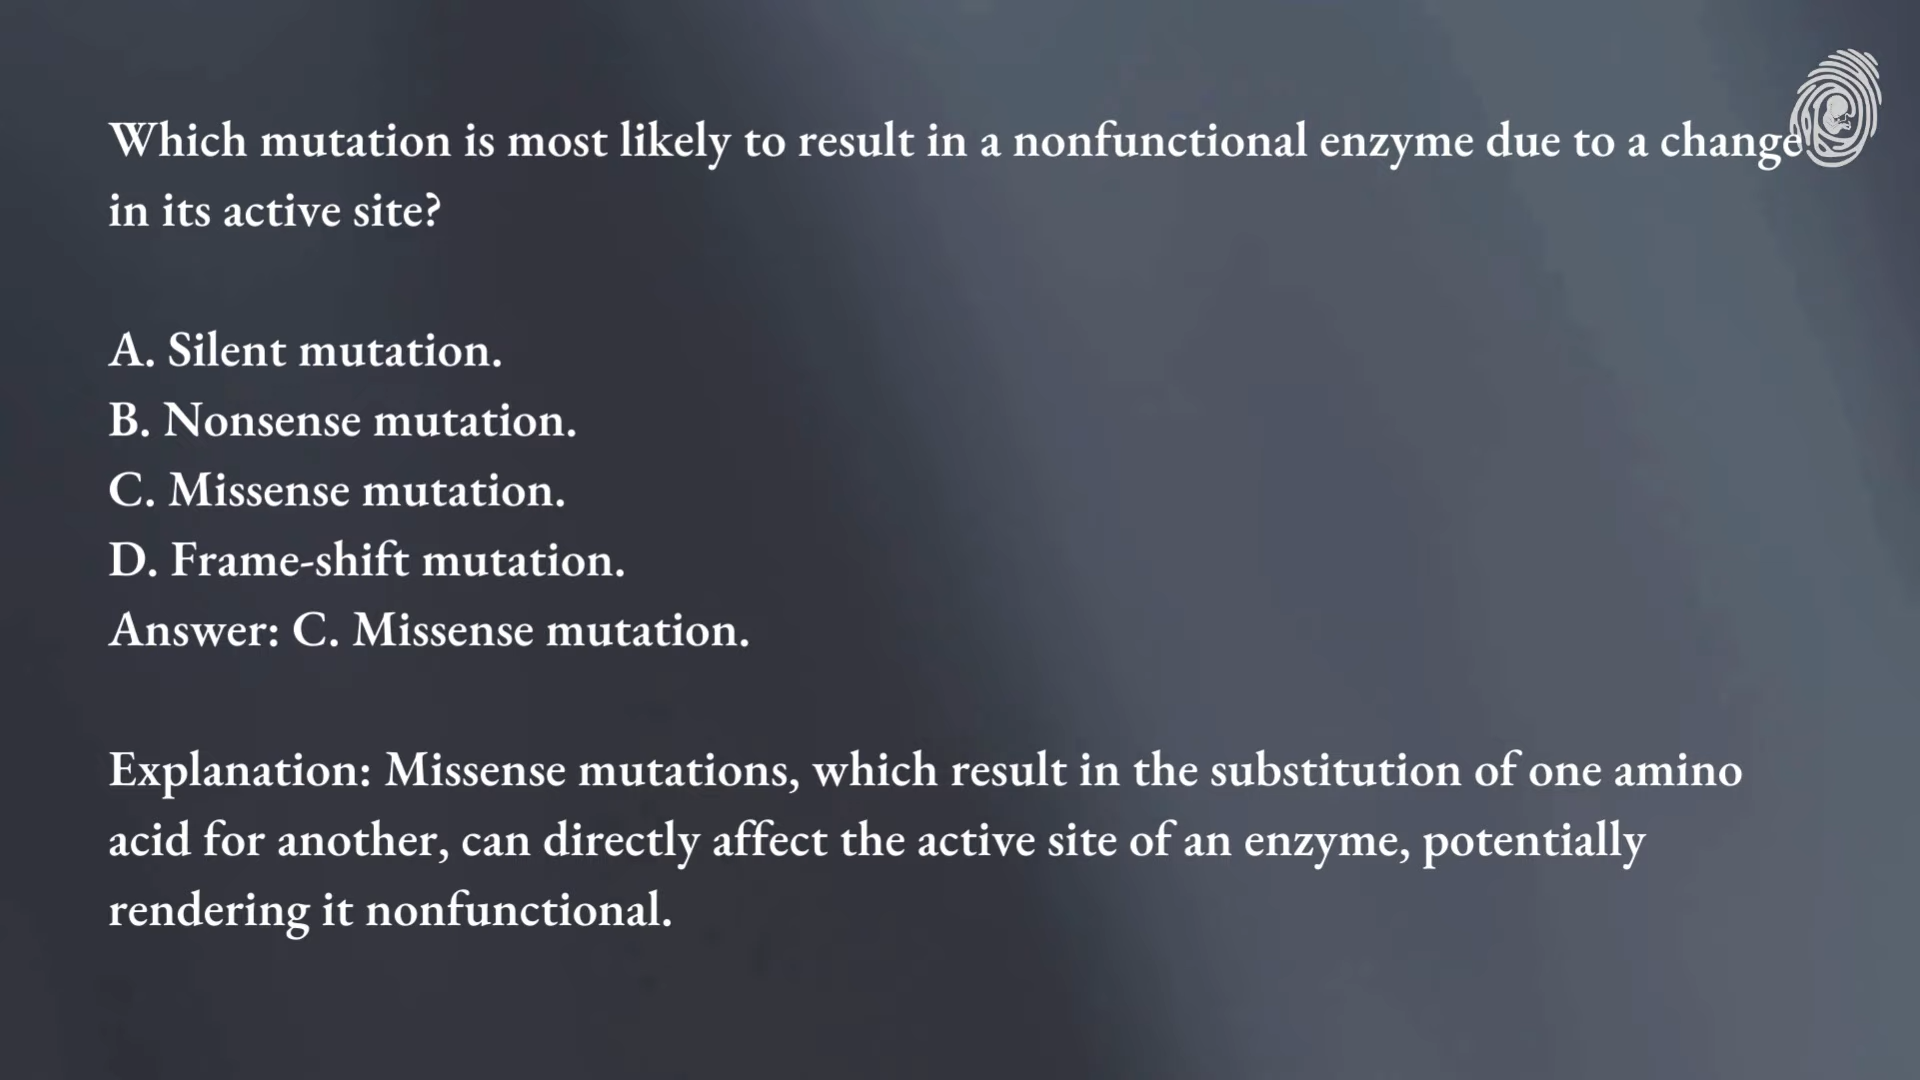 Which mutation is most likely to result in a nonfunctional enzyme due to a change
in its active site?
A. Silent mutation.
B. Nonsense mutation.
C. Missense mutation.
D. Frame-shift mutation.
Answer: C. Missense mutation.
Explanation: Missense mutations, which result in the substitution of one amino
acid for another, can directly affect the active site of an enzyme, potentially
rendering it nonfunctional.